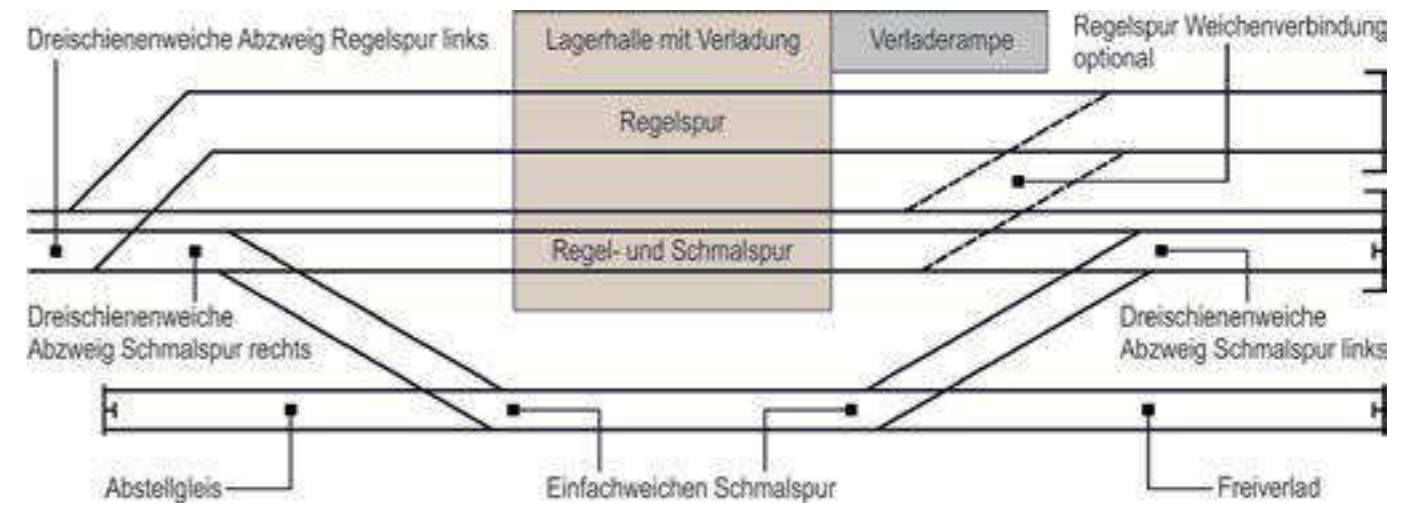 Dreischienenweiche Abzweig Regelspur links
Lagerhalle mit Verladung
Verladerampe
Regelspur Weichenverbindung
optional
Regelspur
Regel- und Schmalspur
Dreischienenweiche
Abzweig Schmalspur rechts
Dreischienenweiche
Abzweig Schmalspur links
Abstellgleis
Einfachweichen Schmalspur
Freiverlad